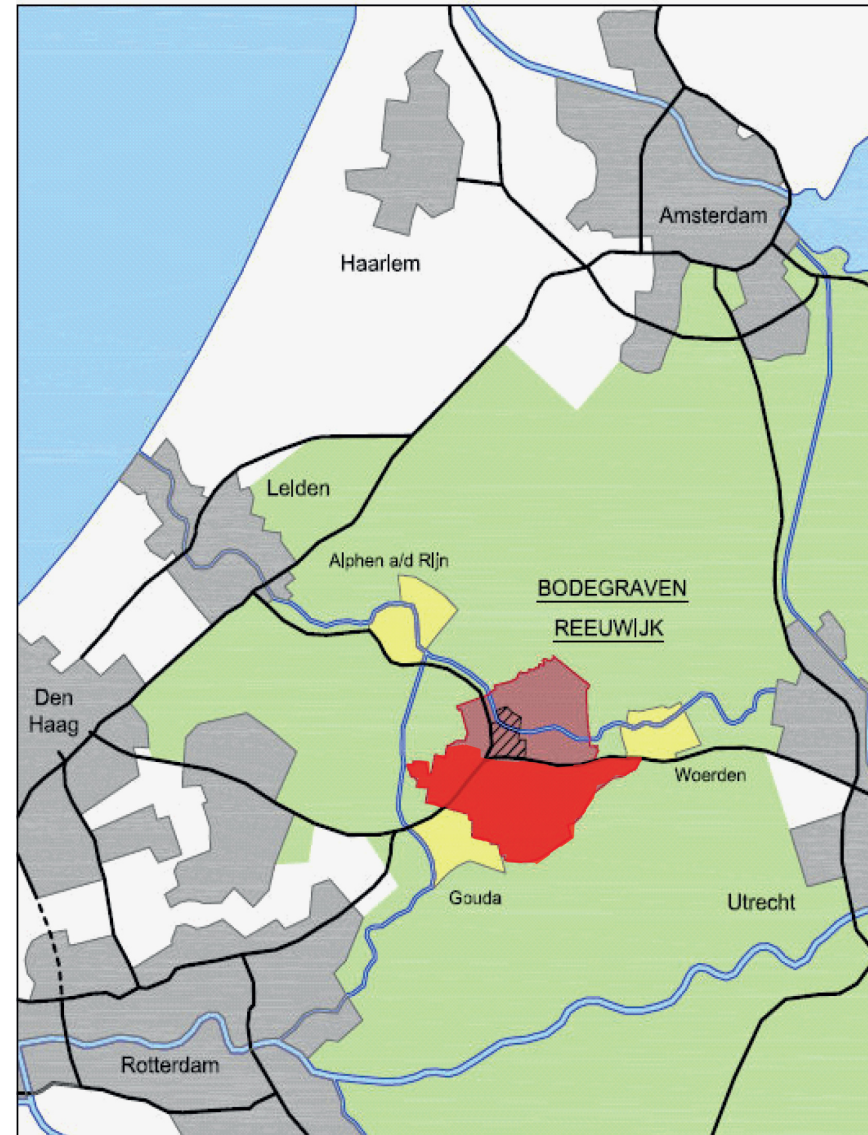 Amsterdam
Haarlem
Leiden
Alphen a/d Rijn
BODEGRAVEN
REEUWIJK
Den
Haag
Woerden
Gouda
Utrecht
Rotterdam